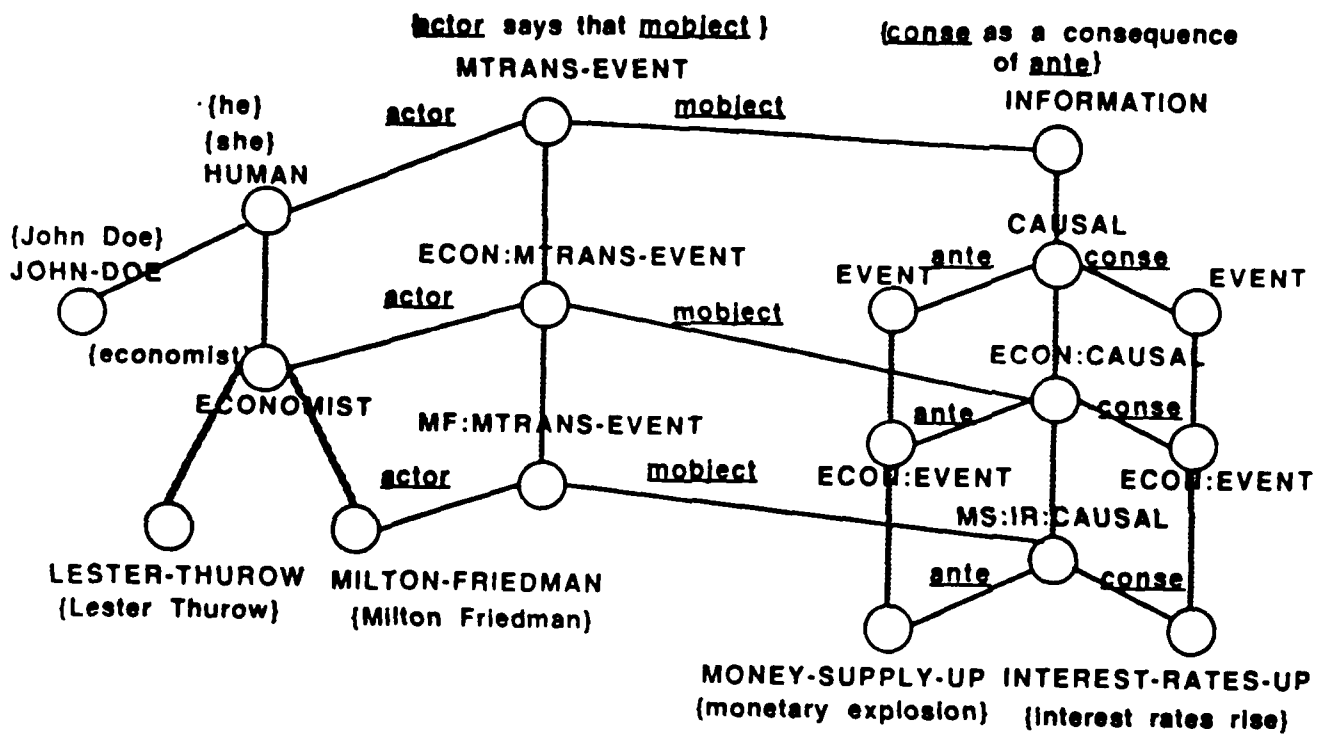 {actor says that mobject}
{conse as a consequence
of ante}
MTRANS-EVENT
INFORMATION
{he}
{she}
HUMAN
actor
mobject
{John Doe}
JOHN-DOE
CAUSAL
ECON:MTRANS-EVENT
ante
conse
EVENT
EVENT
actor
mobject
{economist}
ECONOMIST
ECON:CAUSAL
ante
conse
MF:MTRANS-EVENT
actor
mobject
ECON:EVENT
ECON:EVENT
MS:IR:CAUSAL
ante
conse
LESTER-THUROW
{Lester Thurow}
MILTON-FRIEDMAN
{Milton Friedman}
MONEY-SUPPLY-UP
{monetary explosion}
INTEREST-RATES-UP
{interest rates rise}